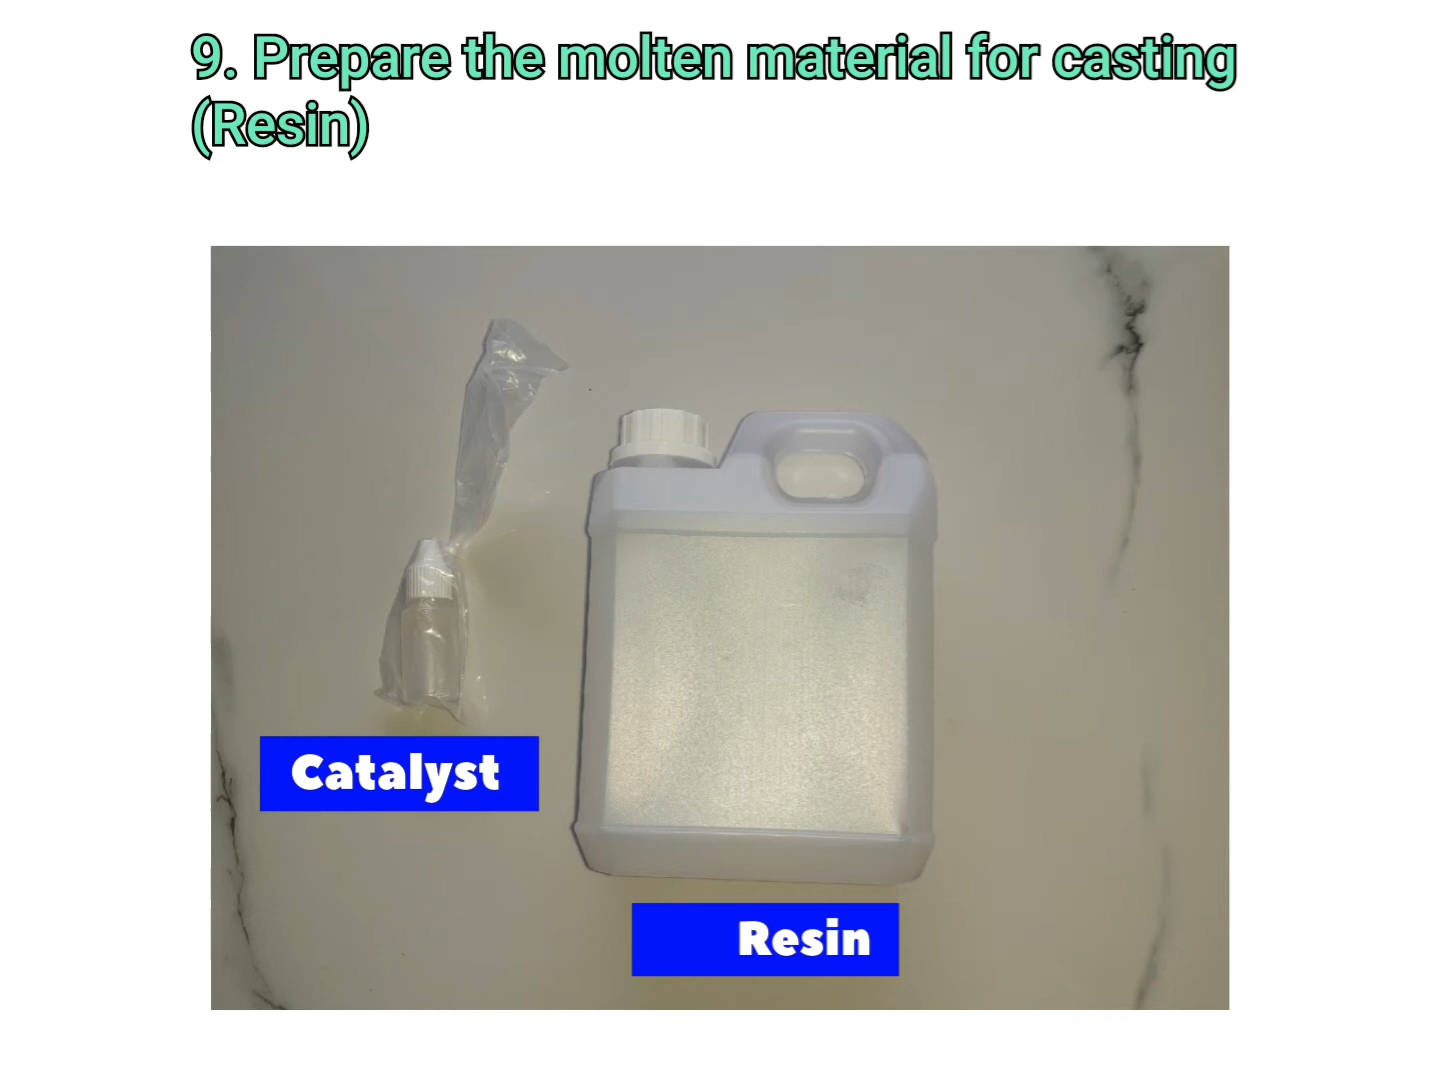 9. Prepare the molten material for casting
(Resin)
Catalyst
Resin